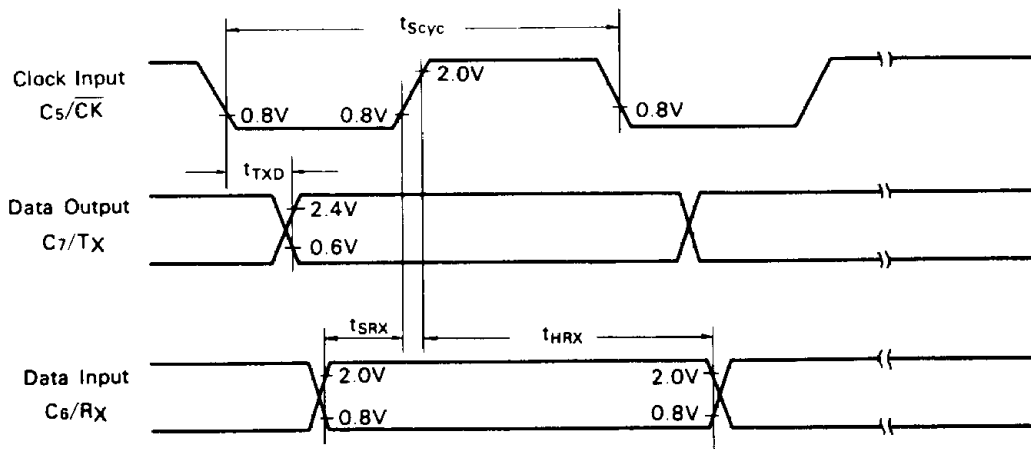 tScyc
Clock Input
C5/C̅K̅
0.8V
0.8V
2.0V
0.8V
tTXD
Data Output
C7/TX
2.4V
0.6V
tSRX
tHRX
Data Input
C6/RX
2.0V
0.8V
2.0V
0.8V